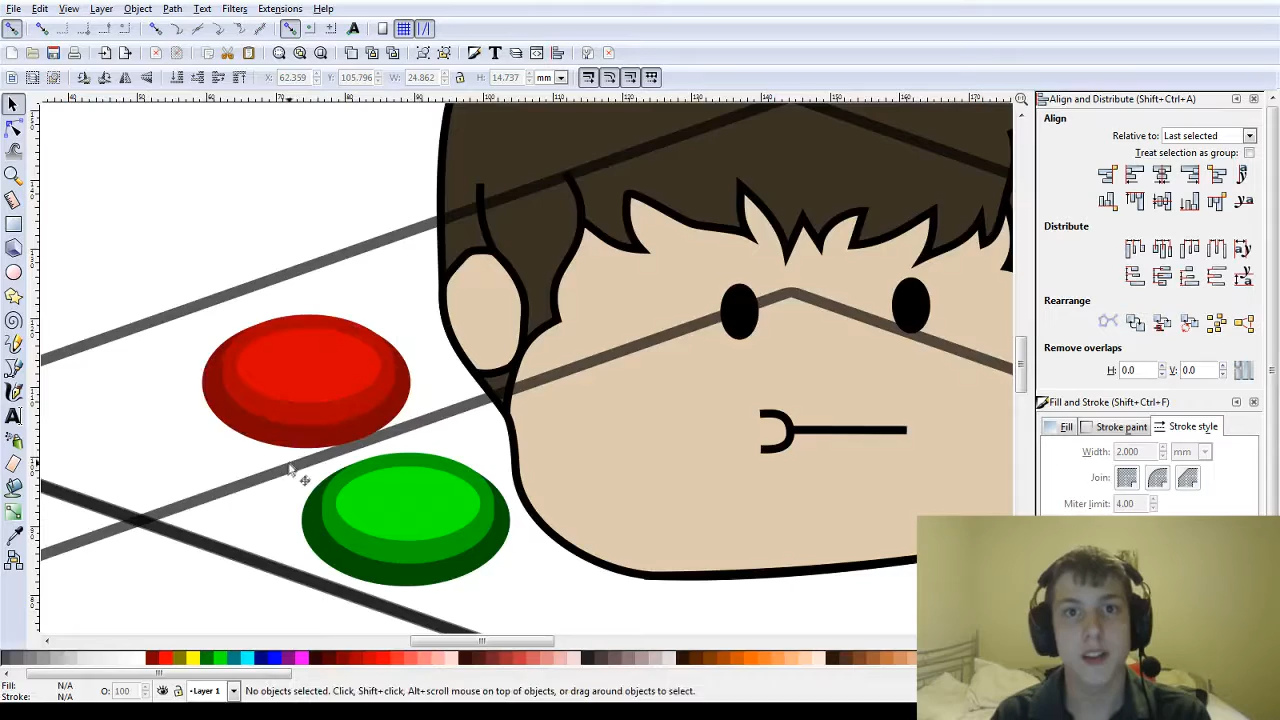 File Edit View Layer Object Path Text Filters Extensions Help
X: 62.359 Y: 105.796 W: 24.862 H: 14.737 mm
Align and Distribute (Shift+Ctrl+A)
Align
Relative to: Last selected
Treat selection as group:
Distribute
Rearrange
Remove overlaps
H: 0.0 V: 0.0
Fill and Stroke (Shift+Ctrl+F)
Fill Stroke paint Stroke style
Width: 2.000 mm
Join:
Miter limit: 4.00
Fill: N/A
Stroke: N/A
O: 100
Layer 1
No objects selected. Click, Shift+click, Alt+scroll mouse on top of objects, or drag around objects to select.